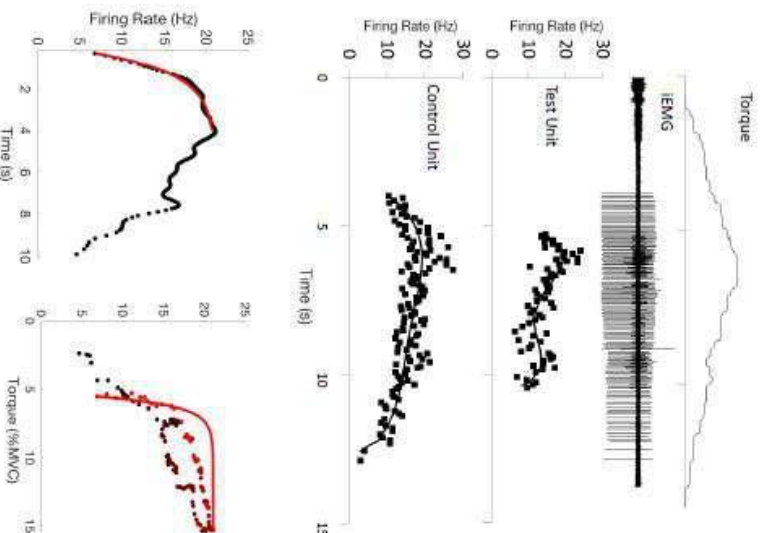 Torque
iEMG
Test Unit
Firing Rate (Hz)
30
20
10
0
Control Unit
Firing Rate (Hz)
30
20
10
0
0 5 10 15
Time (s)
Firing Rate (Hz)
25
20
15
10
5
0
2 4 6 8 10
Time (s)
25
20
15
10
5
0
5 10 15
Torque (%MVC)